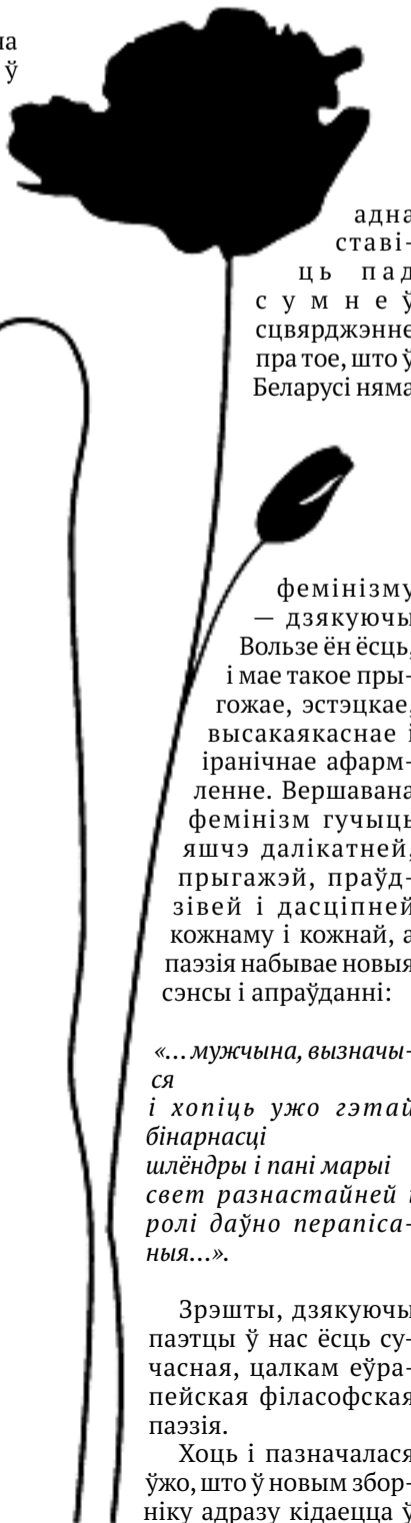 ў
адна
ставі-
ць пад
сумнеў
сцвярджэнне
пра тое, што ў
Беларусі няма
фемінізму
— дзякуючы
Вользе ён ёсць,
і мае такое пры-
гожае, эстэцкае,
высакаякаснае і
іранічнае афарм-
ленне. Вершавана
фемінізм гучыць
яшчэ далікатней,
прыгажэй, праўд-
зівей і дасціпней
кожнаму і кожнай, а
паэзія набывае новыя
сэнсы і апраўданні:
«…мужчына, вызначы-
ся
і хопіць ужо гэтай
бінарнасці
шлёндры і пані марыі
свет разнастайней і
ролі даўно перапіса-
ныя…».
Зрэшты, дзякуючы
паэтцы ў нас ёсць су-
часная, цалкам еўра-
пейская філасофская
паэзія.
Хоць і пазначалася
ўжо, што ў новым збор-
ніку адразу кідаецца ў